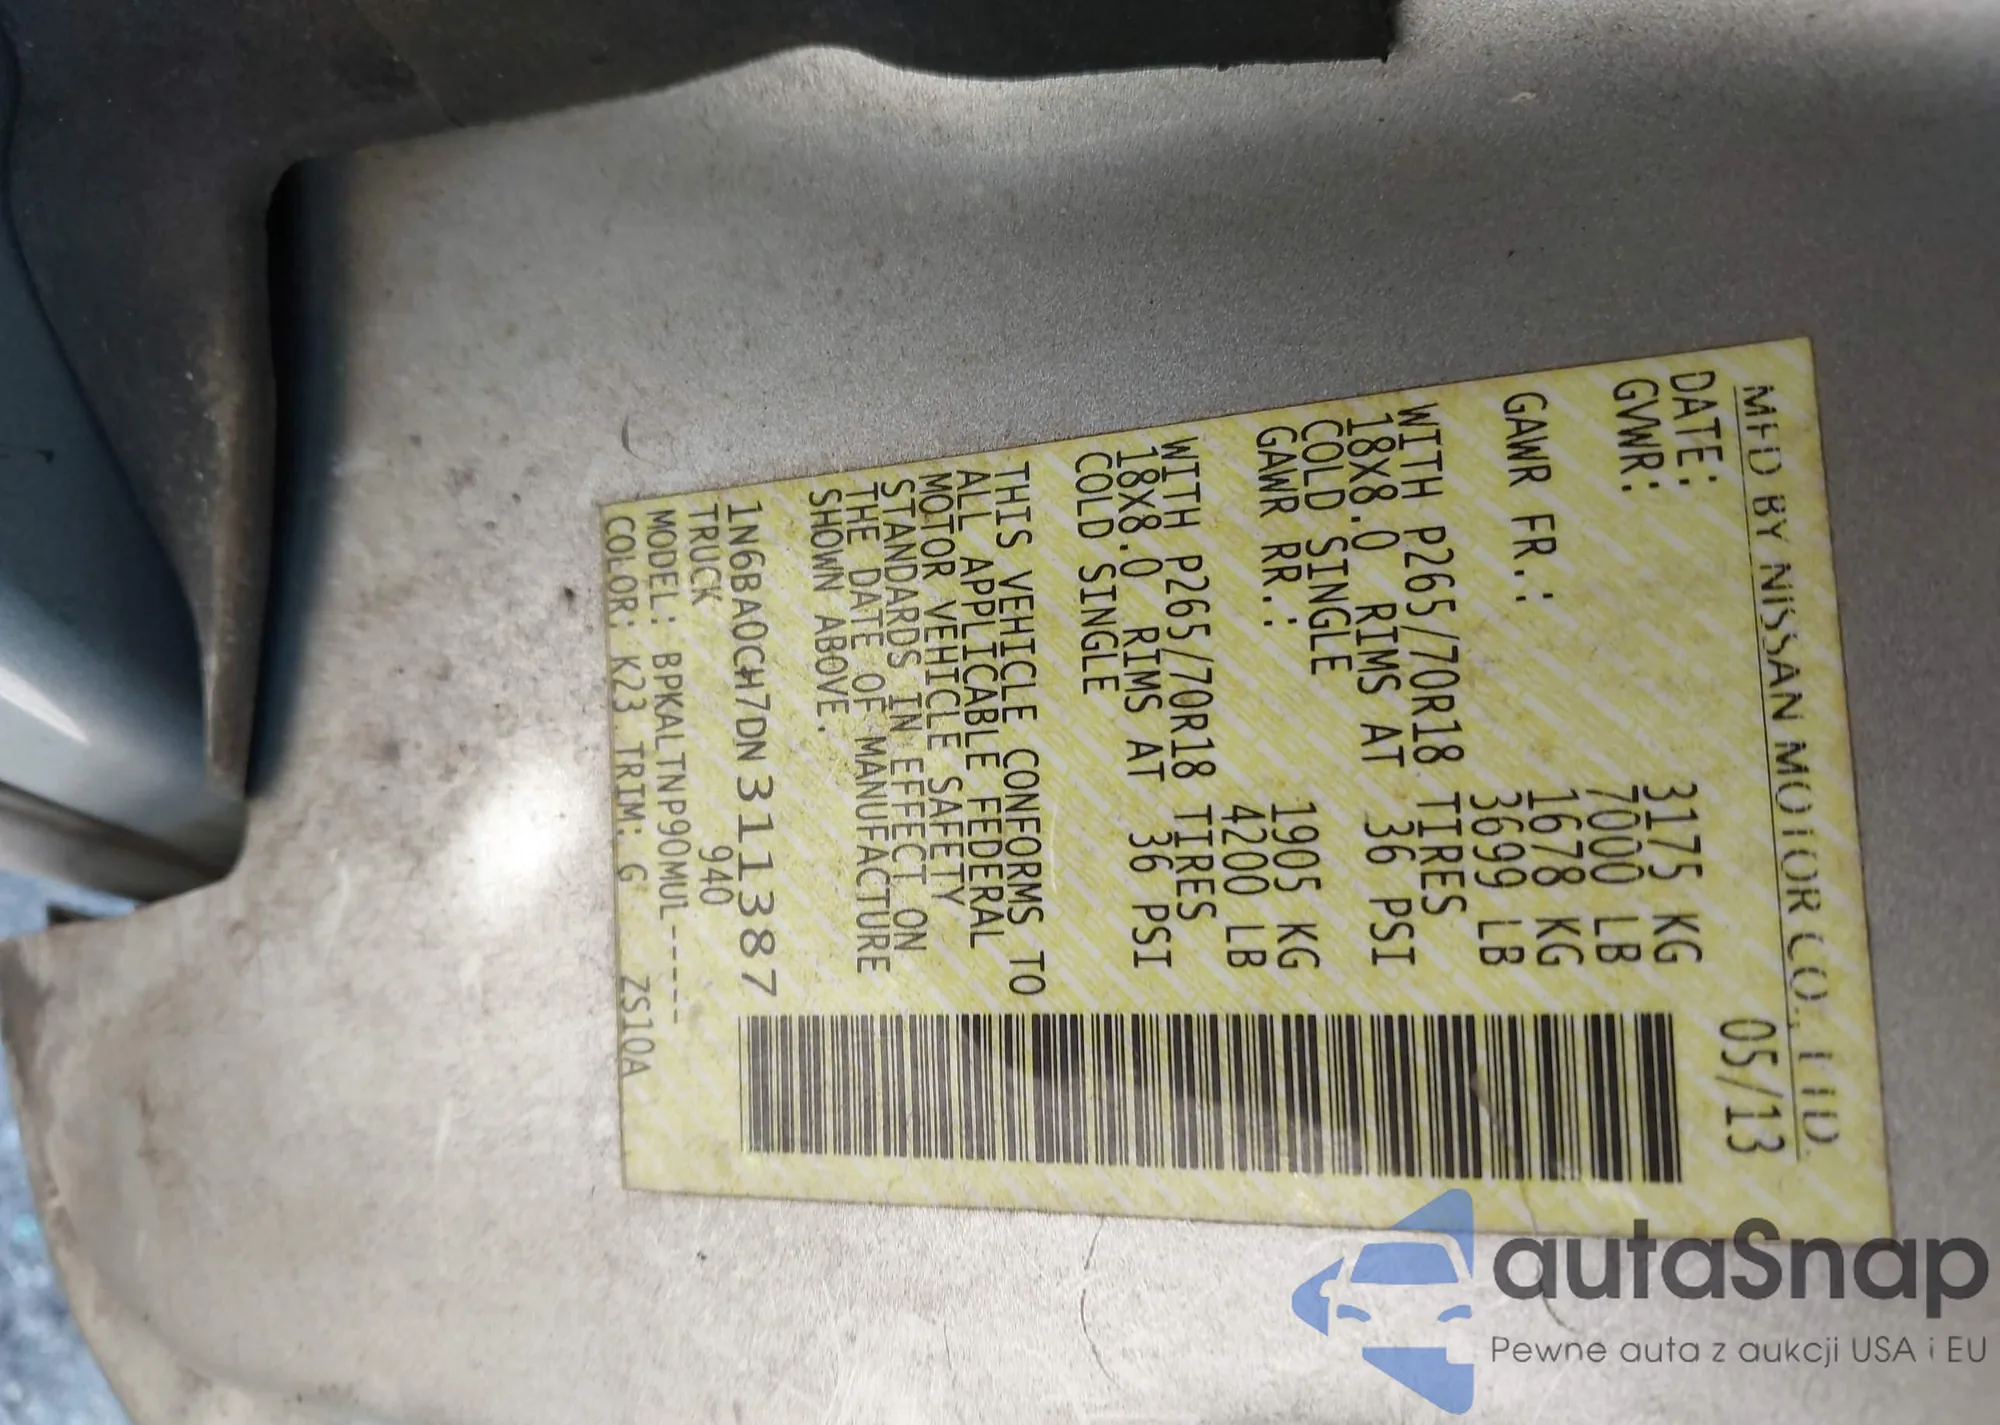 MFD BY NISSAN MOTOR CO., LTD.
DATE: 05/13
GVWR: 3175 KG
7000 LB
GAWR FR.: 1678 KG
3699 LB
WITH P265/70R18 TIRES
18X8.0 RIMS AT 36 PSI
COLD SINGLE
GAWR RR.: 1905 KG
4200 LB
WITH P265/70R18 TIRES
18X8.0 RIMS AT 36 PSI
COLD SINGLE
THIS VEHICLE CONFORMS TO
ALL APPLICABLE FEDERAL
MOTOR VEHICLE SAFETY
STANDARDS IN EFFECT ON
THE DATE OF MANUFACTURE
SHOWN ABOVE.
1N6BA0CH7DN311387
TRUCK 940
MODEL: BPKALTNP90MUL-----
COLOR: K23 TRIM: G ZS10A
autaSnap
Pewne auta z aukcji USA i EU